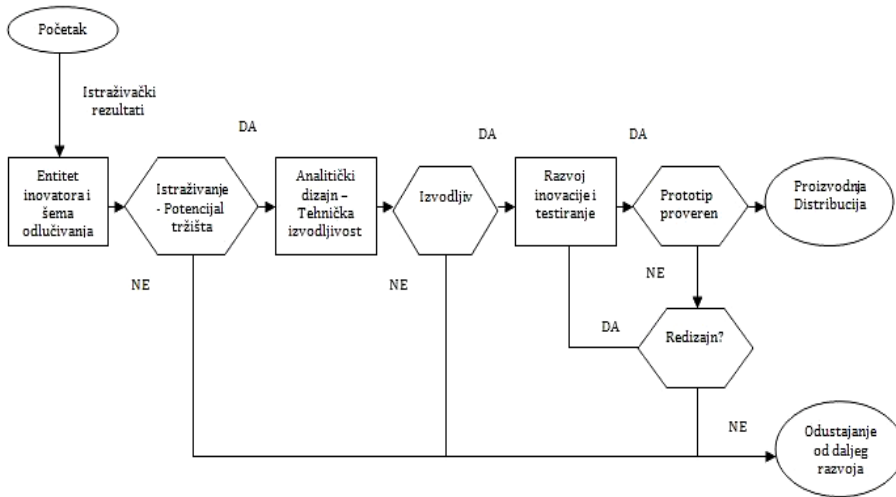 Početak
Istraživački
rezultati
DA
DA
DA
Entitet
inovatora i
šema
odlučivanja
Istraživanje
- Potencijal
tržišta
Analitički
dizajn –
Tehnička
izvodljivost
Izvodljiv
Razvoj
inovacije i
testiranje
Prototip
proveren
Proizvodnja
Distribucija
NE
NE
NE
DA
Redizajn?
NE
Odustajanje
od daljeg
razvoja